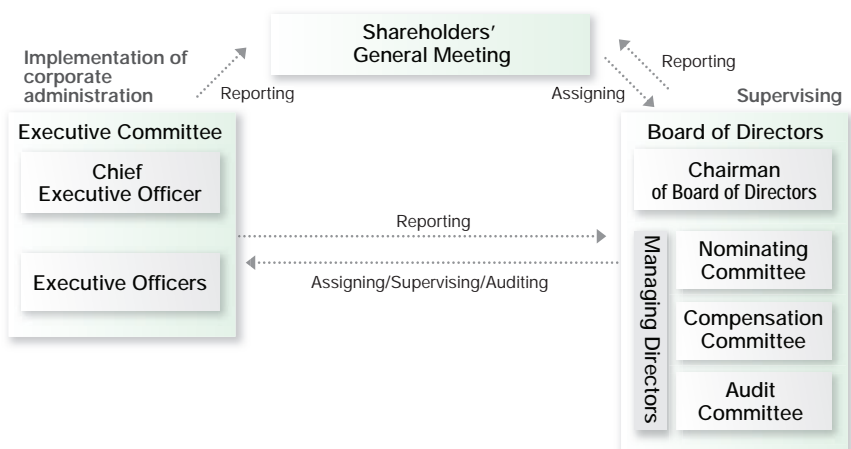 Shareholders'
General Meeting
Implementation of
corporate
administration
Reporting
Reporting
Assigning
Supervising
Executive Committee
Chief
Executive Officer
Executive Officers
Reporting
Assigning/Supervising/Auditing
Board of Directors
Chairman
of Board of Directors
Managing Directors
Nominating
Committee
Compensation
Committee
Audit
Committee